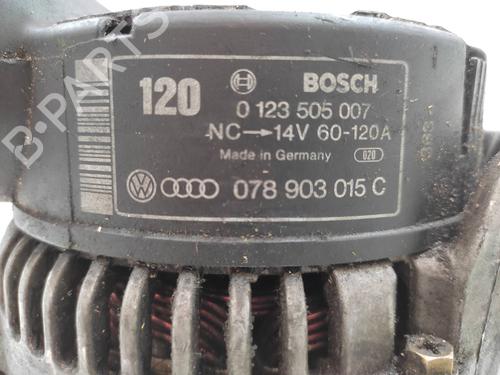 120
BOSCH
0 123 505 007
NC→14V 60-120A
Made in Germany 020
078 903 015 C
B-PARTS